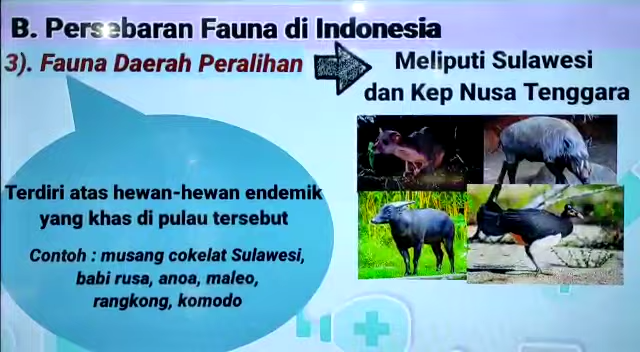 B. Persebaran Fauna di Indonesia
3). Fauna Daerah Peralihan
Meliputi Sulawesi
dan Kep Nusa Tenggara
Terdiri atas hewan-hewan endemik
yang khas di pulau tersebut
Contoh : musang cokelat Sulawesi,
babi rusa, anoa, maleo,
rangkong, komodo